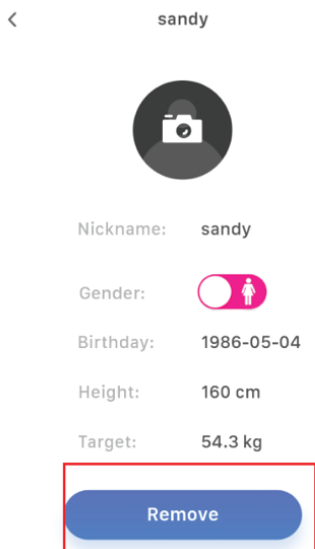 sandy
Nickname: sandy
Gender:
Birthday: 1986-05-04
Height: 160 cm
Target: 54.3 kg
Remove